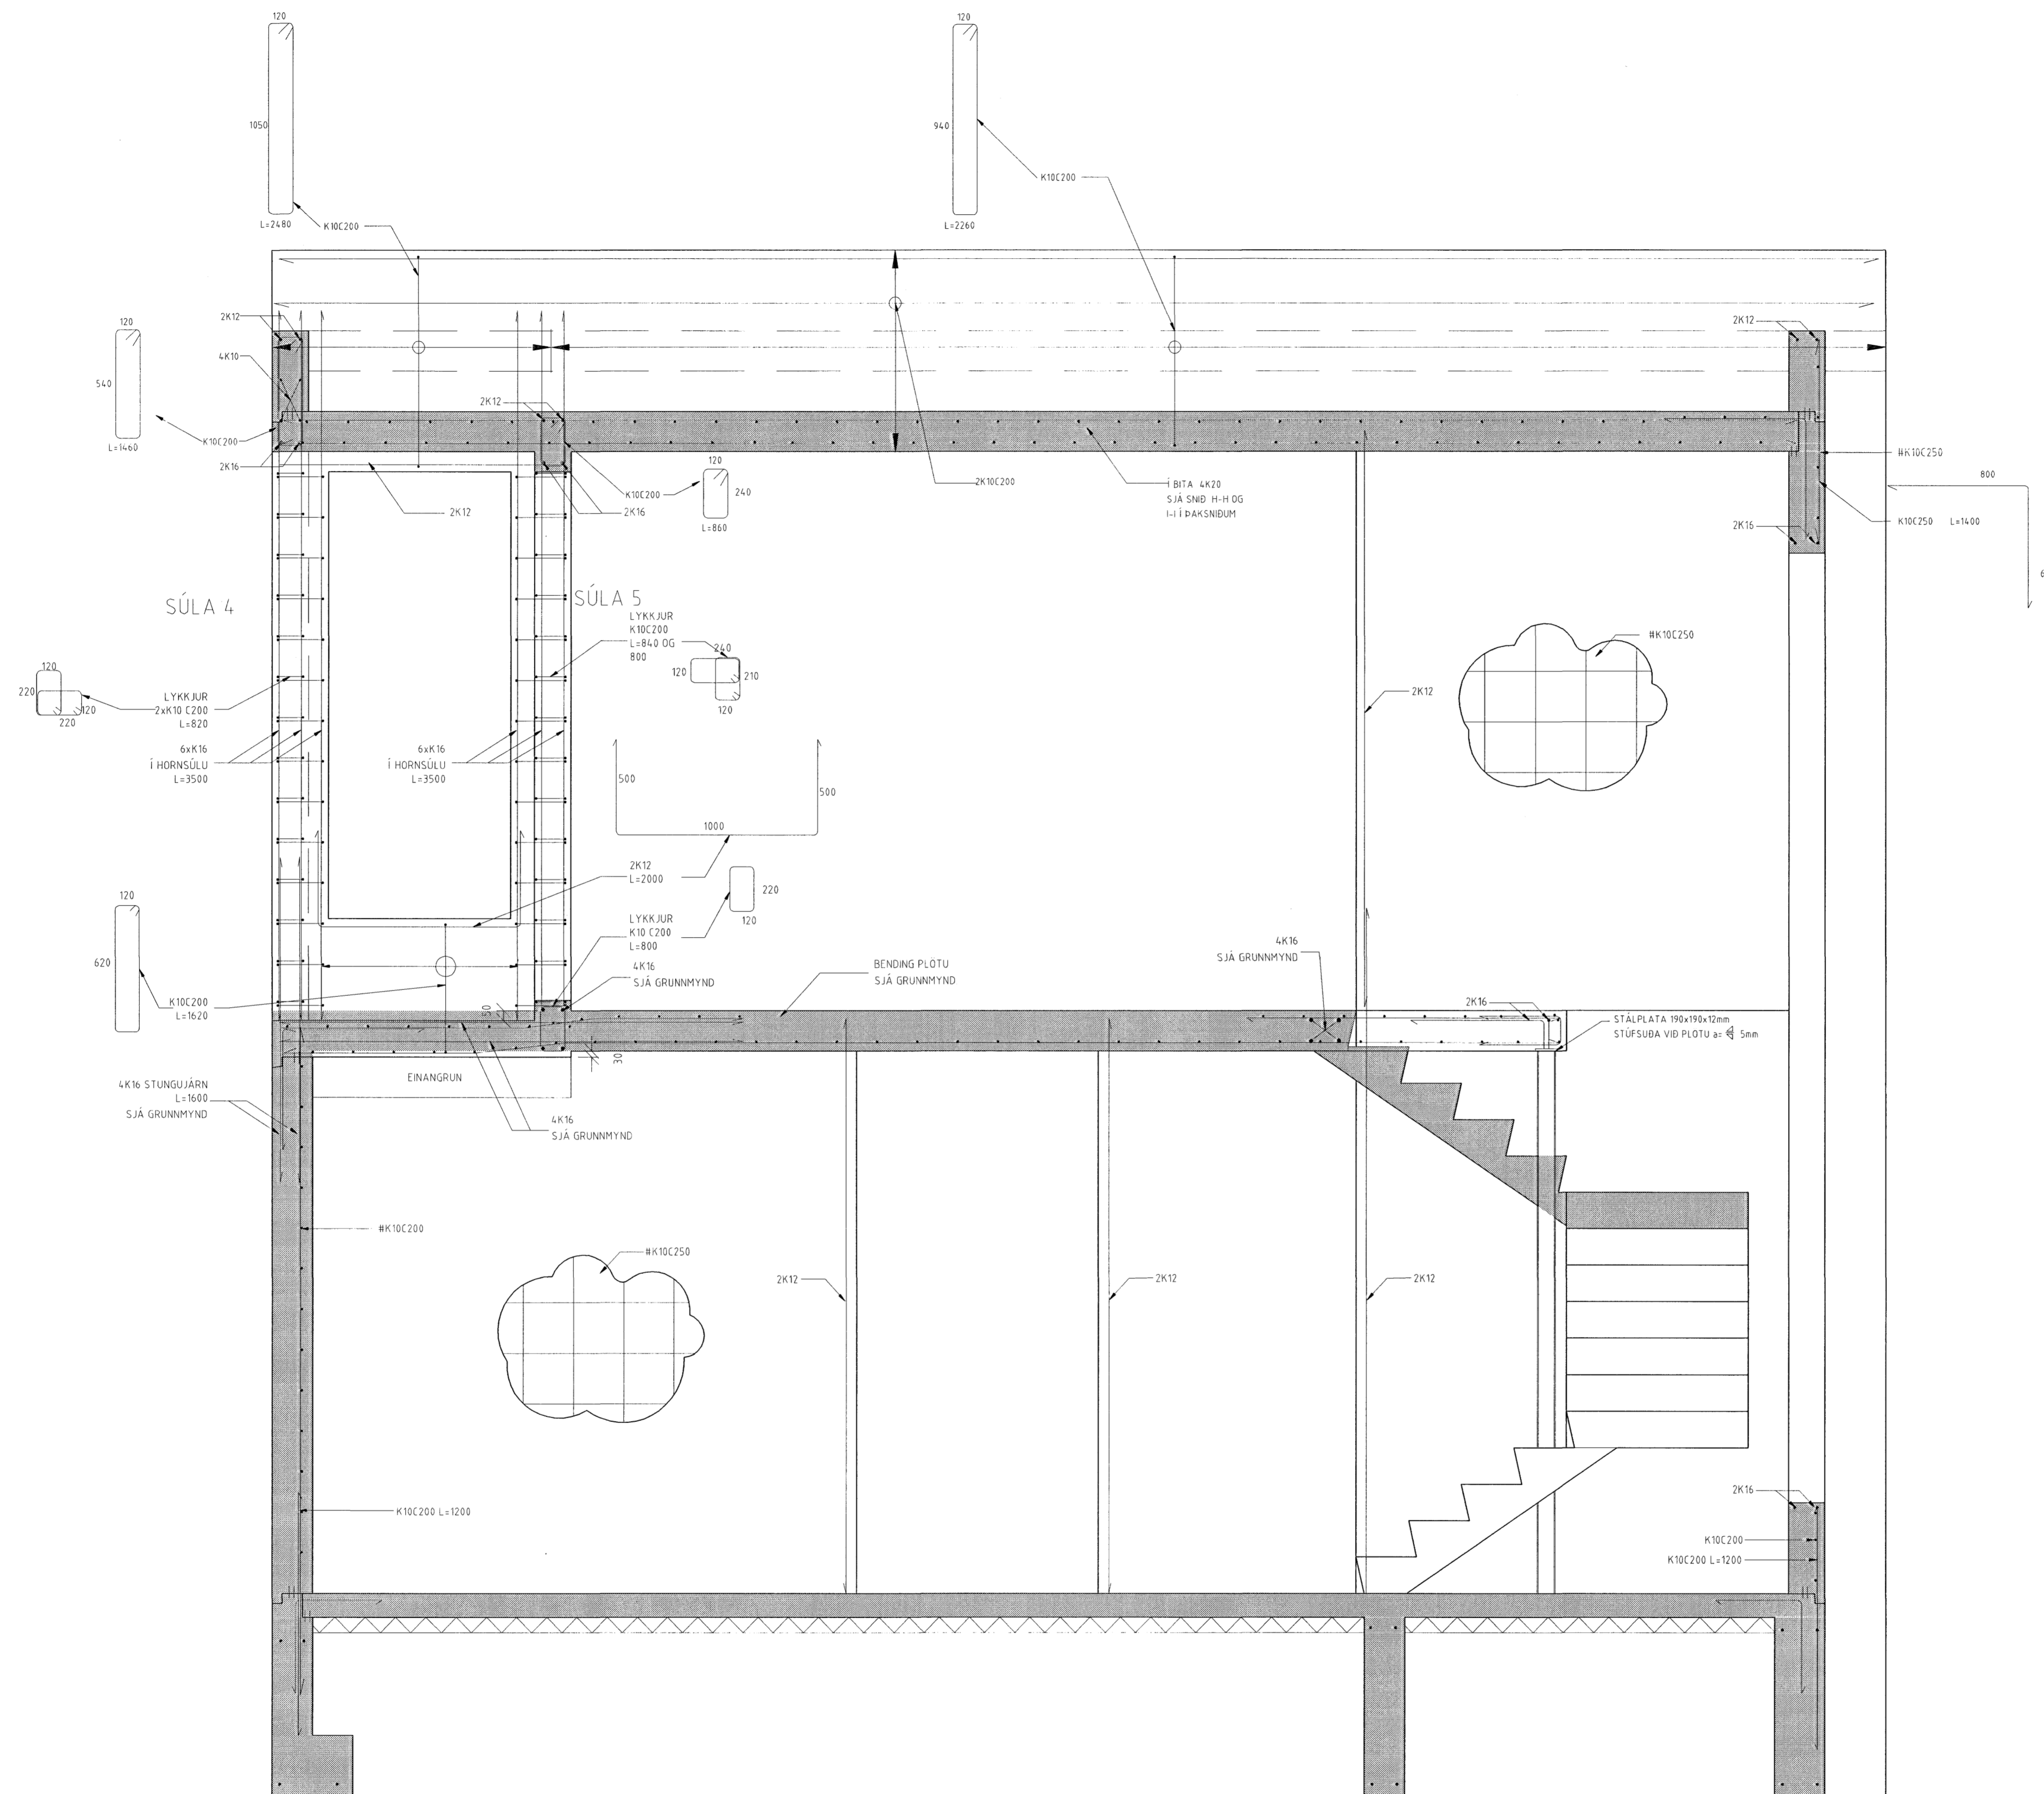 120
1050
L=2480
K10C200
120
940
K10C200
L=2260
2K12
4K10
120
540
L=1460
K10C200
2K16
2K12
2K12
K10C200
2K16
120
240
L=860
2K12
2K10C200
Í BITA 4K20
SJÁ SNIÐ H-H OG
I-I Í ÞAKSNIÐUM
2K12
#K10C250
800
K10C250 L=1400
2K16
SÚLA 4
SÚLA 5
LYKKJUR
K10C200
L=840 OG
800
240
120
210
120
#K10C250
120
220
120
220
LYKKJUR
2xK10 C200
L=820
6xK16
Í HORNSÚLU
L=3500
6xK16
Í HORNSÚLU
L=3500
2K12
500
500
1000
2K12
L=2000
220
120
LYKKJUR
K10 C200
L=800
4K16
SJÁ GRUNNMYND
120
620
K10C200
L=1620
50
BENDING PLÖTU
SJÁ GRUNNMYND
4K16
SJÁ GRUNNMYND
2K16
STÁLPLATA 190x190x12mm
STÚFSUÐA VIÐ PLÖTU a= 5mm
30
EINANGRUN
4K16 STUNGUJÁRN
L=1600
SJÁ GRUNNMYND
4K16
SJÁ GRUNNMYND
#K10C200
#K10C250
2K12
2K12
2K12
K10C200 L=1200
2K16
K10C200
K10C200 L=1200